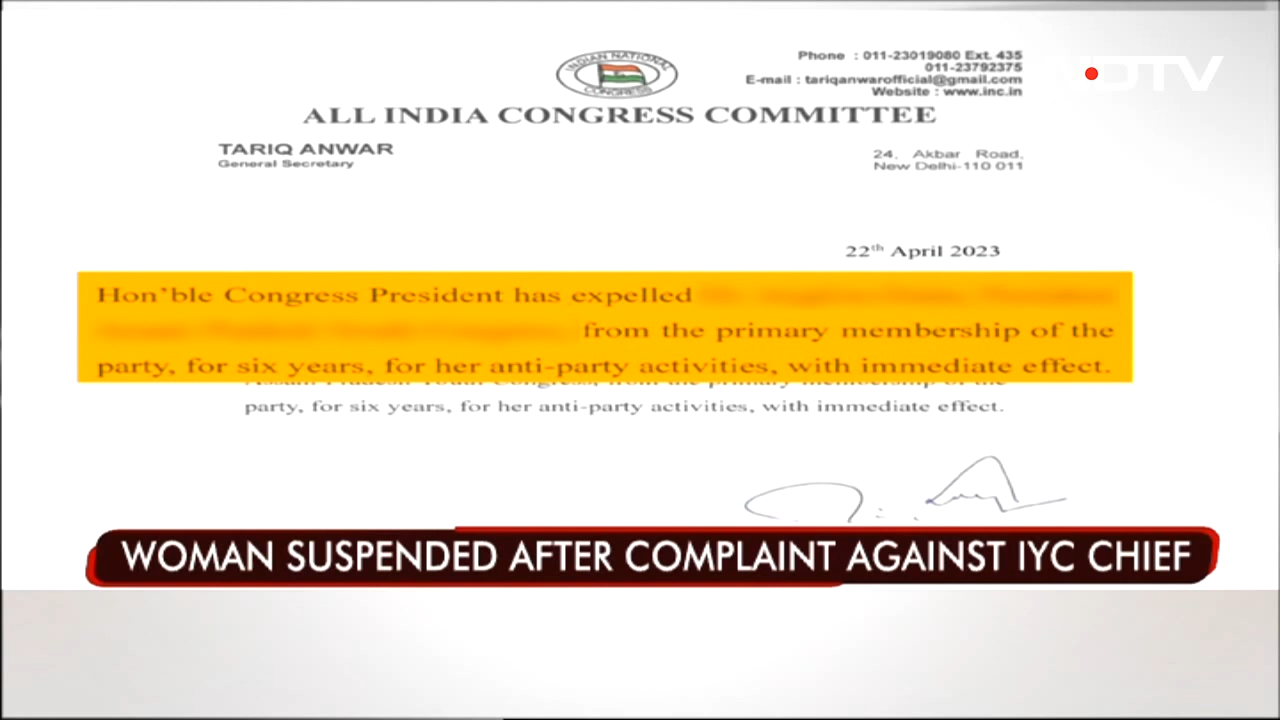 INDIAN NATIONAL
CONGRESS
Phone : 011-23019080 Ext. 435
011-23792375
E-mail : tariqanwarofficial@gmail.com
Website : www.inc.in
NDTV
ALL INDIA CONGRESS COMMITTEE
TARIQ ANWAR
General Secretary
24, Akbar Road,
New Delhi-110 011
22th April 2023
Hon'ble Congress President has expelled
from the primary membership of the
party, for six years, for her anti-party activities, with immediate effect.
Assam Pradesh Youth Congress, from the primary membership of the
party, for six years, for her anti-party activities, with immediate effect.
WOMAN SUSPENDED AFTER COMPLAINT AGAINST IYC CHIEF